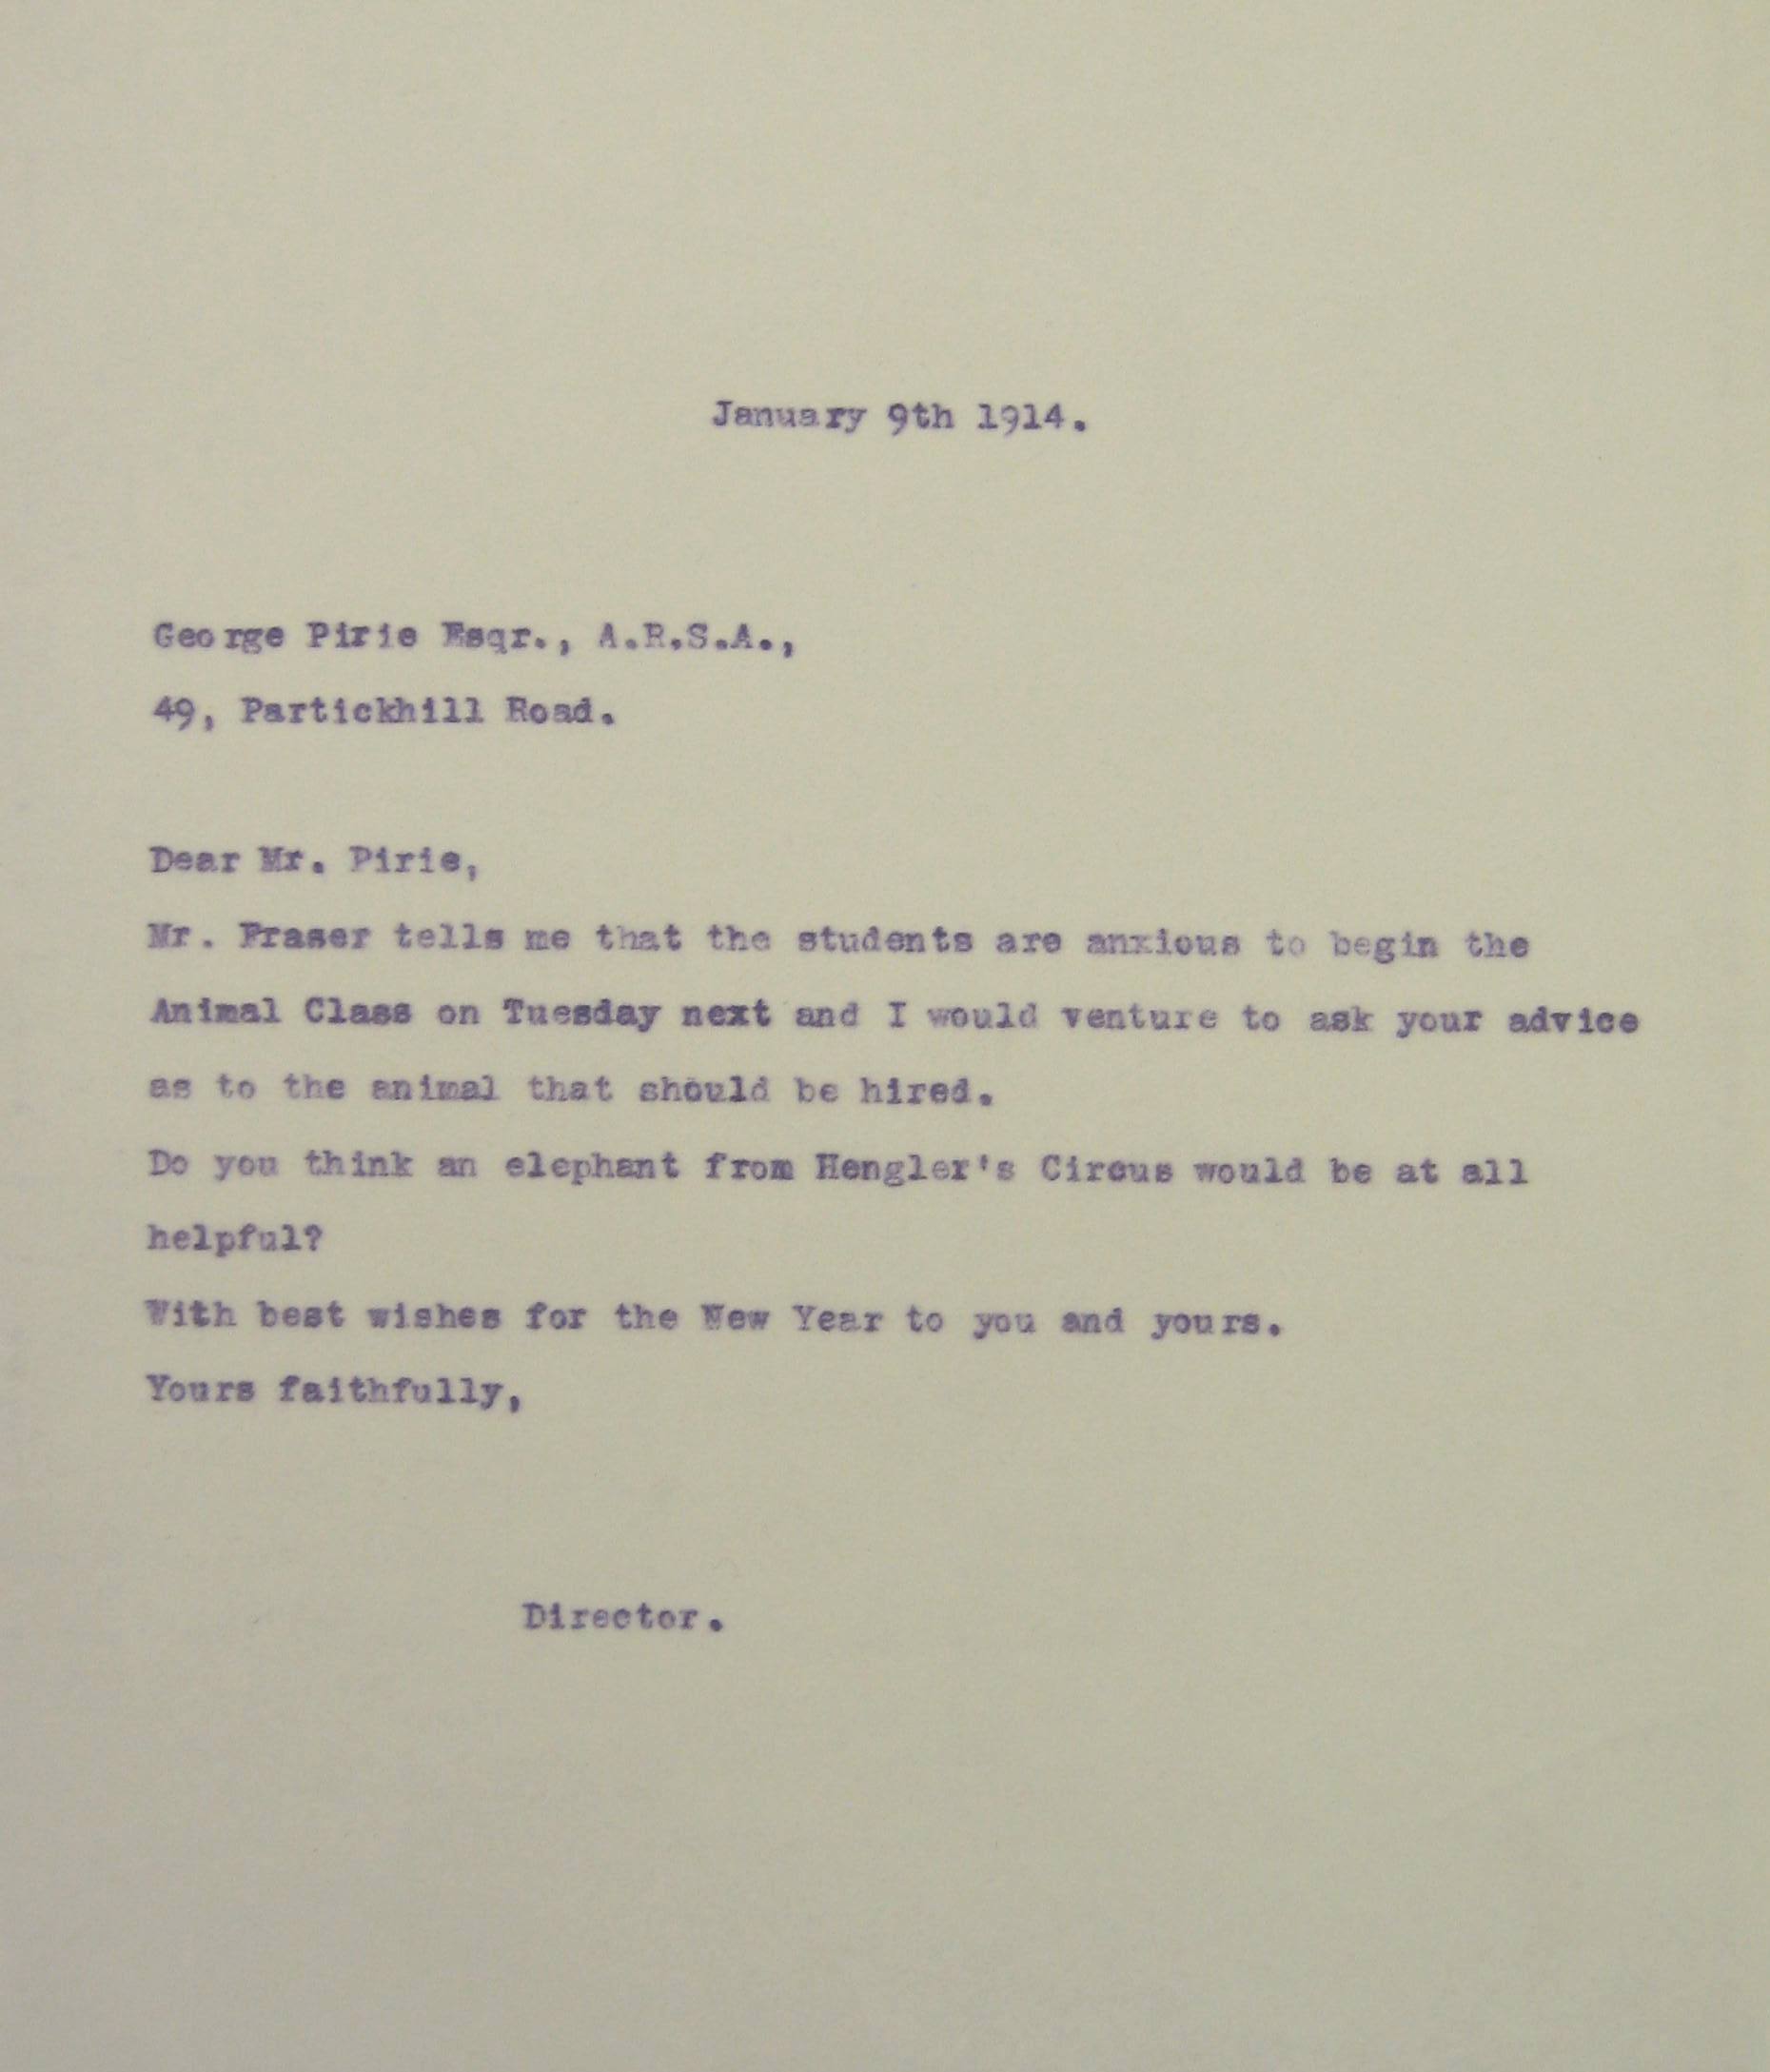 January 9th 1914.
George Pirie Esqr., A.R.S.A.,
49, Partickhill Road.
Dear Mr. Pirie,
Mr. Fraser tells me that the students are anxious to begin the
Animal Class on Tuesday next and I would venture to ask your advice
as to the animal that should be hired.
Do you think an elephant from Hengler's Circus would be at all
helpful?
With best wishes for the New Year to you and yours.
Yours faithfully,
Director.